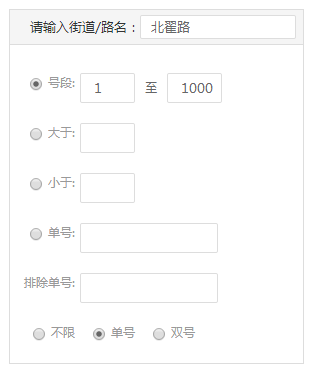 请输入街道/路名： 北翟路
号段: 1 至 1000
大于:
小于:
单号:
排除单号:
不限 单号 双号